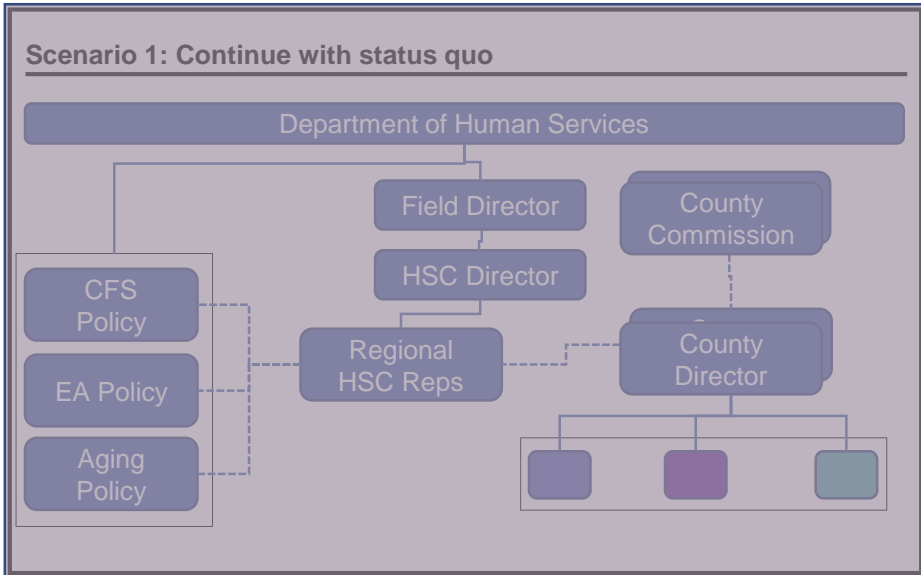 Scenario 1: Continue with status quo
Department of Human Services
Field Director
County
Commission
HSC Director
CFS
Policy
Regional
HSC Reps
County
Director
EA Policy
Aging
Policy